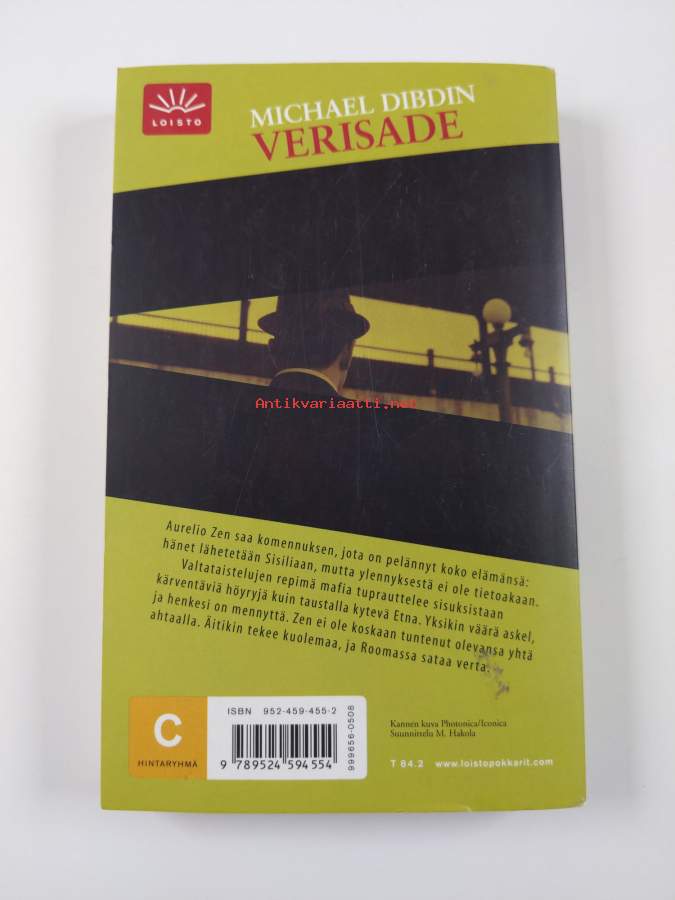 LOISTO
MICHAEL DIBDIN
VERISADE
Antikvariaatti.net
Aurelio Zen saa komennuksen, jota on pelännyt koko elämänsä:
hänet lähetetään Sisiliaan, mutta ylennyksestä ei ole tietoakaan.
Valtataistelujen repimä mafia tuprauttelee sisuksistaan
kärventäviä höyryjä kuin taustalla kytevä Etna. Yksikin väärä askel,
ja henkesi on mennyttä. Zen ei ole koskaan tuntenut olevansa yhtä
ahtaalla. Äitikin tekee kuolemaa, ja Roomassa sataa verta.
C
HINTARYHMÄ
ISBN 952-459-455-2
9 789524 594554
999656-0508
Kannen kuva Photonica/Iconica
Suunnittelu M. Hakola
T 84.2 www.loistopokkarit.com